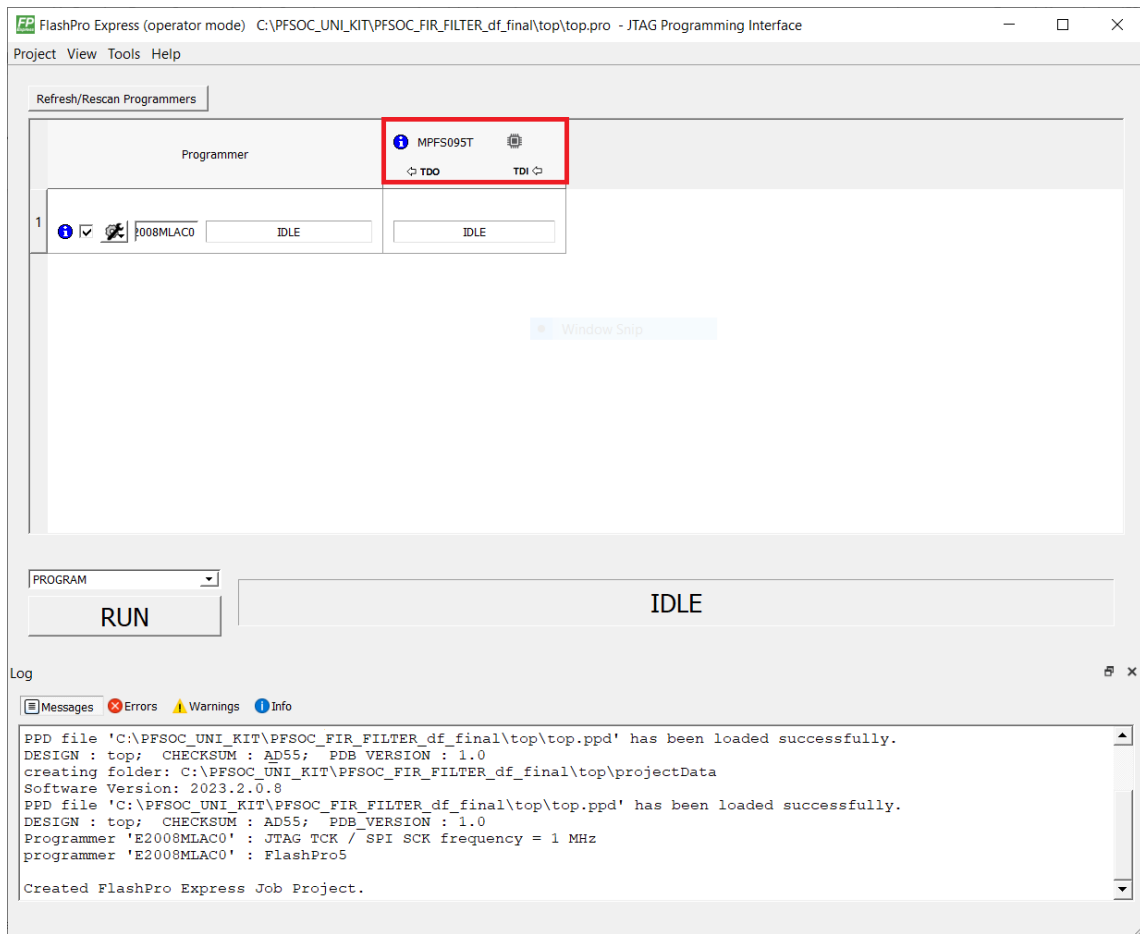 FP
FlashPro Express (operator mode) C:\PFSOC_UNI_KIT\PFSOC_FIR_FILTER_df_final\top\top.pro - JTAG Programming Interface
Project View Tools Help
Refresh/Rescan Programmers
Programmer
MPFS095T
TDO TDI
1
2008MLAC0 IDLE IDLE
Window Snip
PROGRAM
RUN
IDLE
Log
Messages Errors Warnings Info
PPD file 'C:\PFSOC_UNI_KIT\PFSOC_FIR_FILTER_df_final\top\top.ppd' has been loaded successfully.
DESIGN : top; CHECKSUM : AD55; PDB VERSION : 1.0
creating folder: C:\PFSOC_UNI_KIT\PFSOC_FIR_FILTER_df_final\top\projectData
Software Version: 2023.2.0.8
PPD file 'C:\PFSOC_UNI_KIT\PFSOC_FIR_FILTER_df_final\top\top.ppd' has been loaded successfully.
DESIGN : top; CHECKSUM : AD55; PDB_VERSION : 1.0
Programmer 'E2008MLAC0' : JTAG TCK / SPI SCK frequency = 1 MHz
programmer 'E2008MLAC0' : FlashPro5
Created FlashPro Express Job Project.